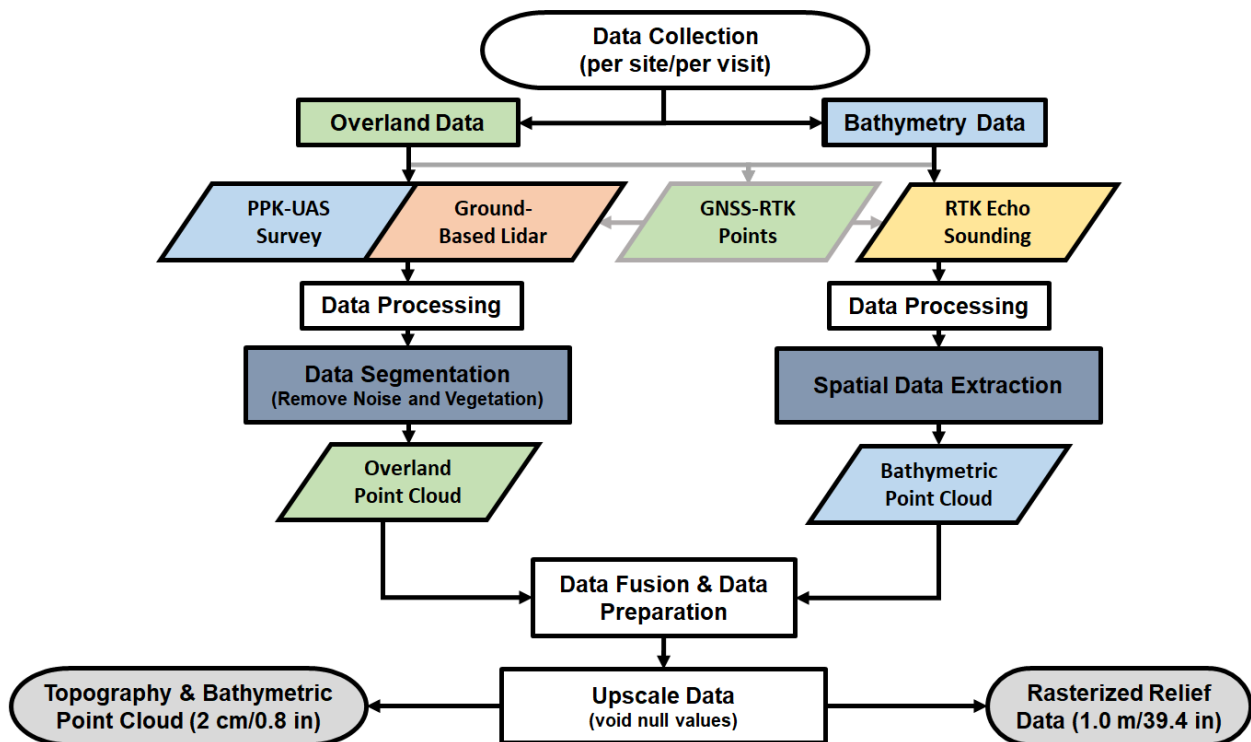 Data Collection
(per site/per visit)
Overland Data
Bathymetry Data
PPK-UAS
Survey
Ground-
Based Lidar
GNSS-RTK
Points
RTK Echo
Sounding
Data Processing
Data Processing
Data Segmentation
(Remove Noise and Vegetation)
Spatial Data Extraction
Overland
Point Cloud
Bathymetric
Point Cloud
Data Fusion & Data
Preparation
Topography & Bathymetric
Point Cloud (2 cm/0.8 in)
Upscale Data
(void null values)
Rasterized Relief
Data (1.0 m/39.4 in)